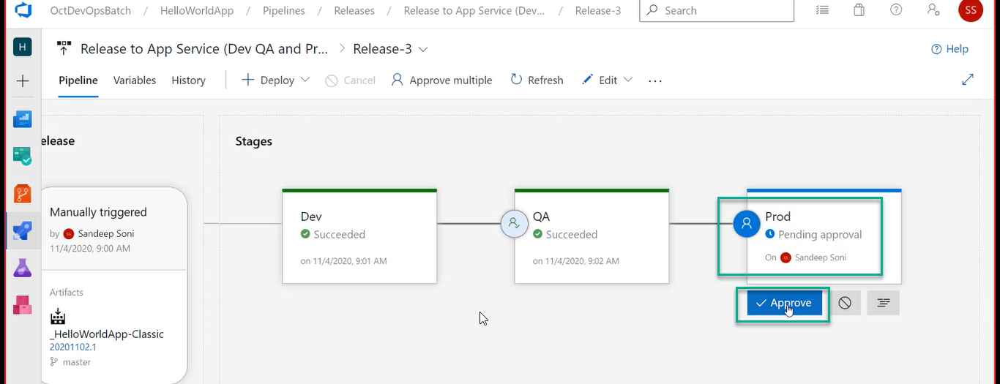 OctDevOpsBatch / HelloWorldApp / Pipelines / Releases / Release to App Service (Dev... / Release-3
Search
SS
H
Release to App Service (Dev QA and Pr... > Release-3
Help
Pipeline Variables History Deploy Cancel Approve multiple Refresh Edit ...
elease
Stages
Manually triggered
by SS Sandeep Soni
11/4/2020, 9:00 AM
Artifacts
_HelloWorldApp-Classic
20201102.1
master
Dev
Succeeded
on 11/4/2020, 9:01 AM
QA
Succeeded
on 11/4/2020, 9:02 AM
Prod
Pending approval
On SS Sandeep Soni
Approve